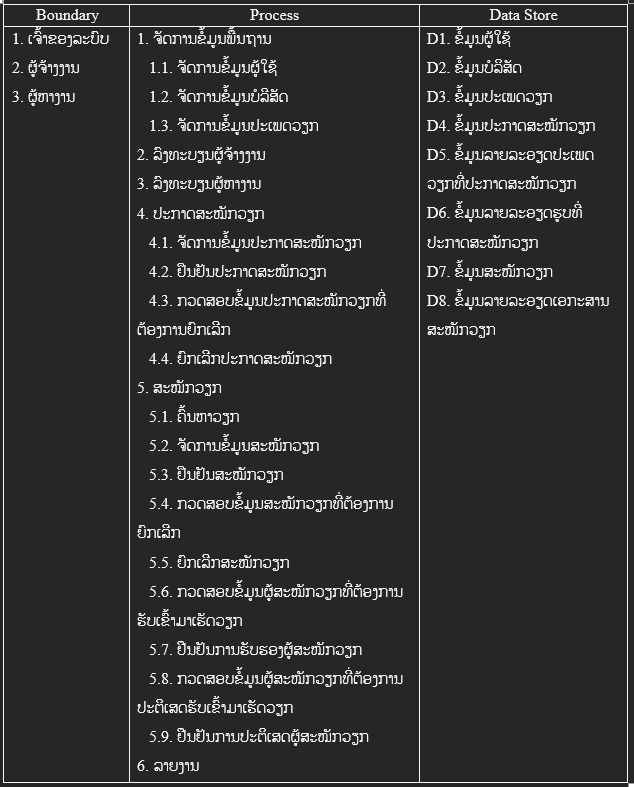 Boundary
Process
Data Store
1. ເຈົ້າຂອງລະບົບ
2. ຜູ້ຈ້າງງານ
3. ຜູ້ຫາງານ
1. ຈັດການຂໍ້ມູນພື້ນຖານ
1.1. ຈັດການຂໍ້ມູນຜູ້ໃຊ້
1.2. ຈັດການຂໍ້ມູນບໍລິສັດ
1.3. ຈັດການຂໍ້ມູນປະເພດວຽກ
2. ລົງທະບຽນຜູ້ຈ້າງງານ
3. ລົງທະບຽນຜູ້ຫາງານ
4. ປະກາດສະໝັກວຽກ
4.1. ຈັດການຂໍ້ມູນປະກາດສະໝັກວຽກ
4.2. ຢືນຢັນປະກາດສະໝັກວຽກ
4.3. ກວດສອບຂໍ້ມູນປະກາດສະໝັກວຽກທີ່
ຕ້ອງການຍົກເລີກ
4.4. ຍົກເລີກປະກາດສະໝັກວຽກ
5. ສະໝັກວຽກ
5.1. ຄົ້ນຫາວຽກ
5.2. ຈັດການຂໍ້ມູນສະໝັກວຽກ
5.3. ຢືນຢັນສະໝັກວຽກ
5.4. ກວດສອບຂໍ້ມູນສະໝັກວຽກທີ່ຕ້ອງການ
ຍົກເລີກ
5.5. ຍົກເລີກສະໝັກວຽກ
5.6. ກວດສອບຂໍ້ມູນຜູ້ສະໝັກວຽກທີ່ຕ້ອງການ
ຮັບເຂົ້າມາເຮັດວຽກ
5.7. ຢືນຢັນການຮັບຮອງຜູ້ສະໝັກວຽກ
5.8. ກວດສອບຂໍ້ມູນຜູ້ສະໝັກວຽກທີ່ຕ້ອງການ
ປະຕິເສດຮັບເຂົ້າມາເຮັດວຽກ
5.9. ຢືນຢັນການປະຕິເສດຜູ້ສະໝັກວຽກ
6. ລາຍງານ
D1. ຂໍ້ມູນຜູ້ໃຊ້
D2. ຂໍ້ມູນບໍລິສັດ
D3. ຂໍ້ມູນປະເພດວຽກ
D4. ຂໍ້ມູນປະກາດສະໝັກວຽກ
D5. ຂໍ້ມູນລາຍລະອຽດປະເພດ
ວຽກທີ່ປະກາດສະໝັກວຽກ
D6. ຂໍ້ມູນລາຍລະອຽດຮູບທີ່
ປະກາດສະໝັກວຽກ
D7. ຂໍ້ມູນສະໝັກວຽກ
D8. ຂໍ້ມູນລາຍລະອຽດເອກະສານ
ສະໝັກວຽກ